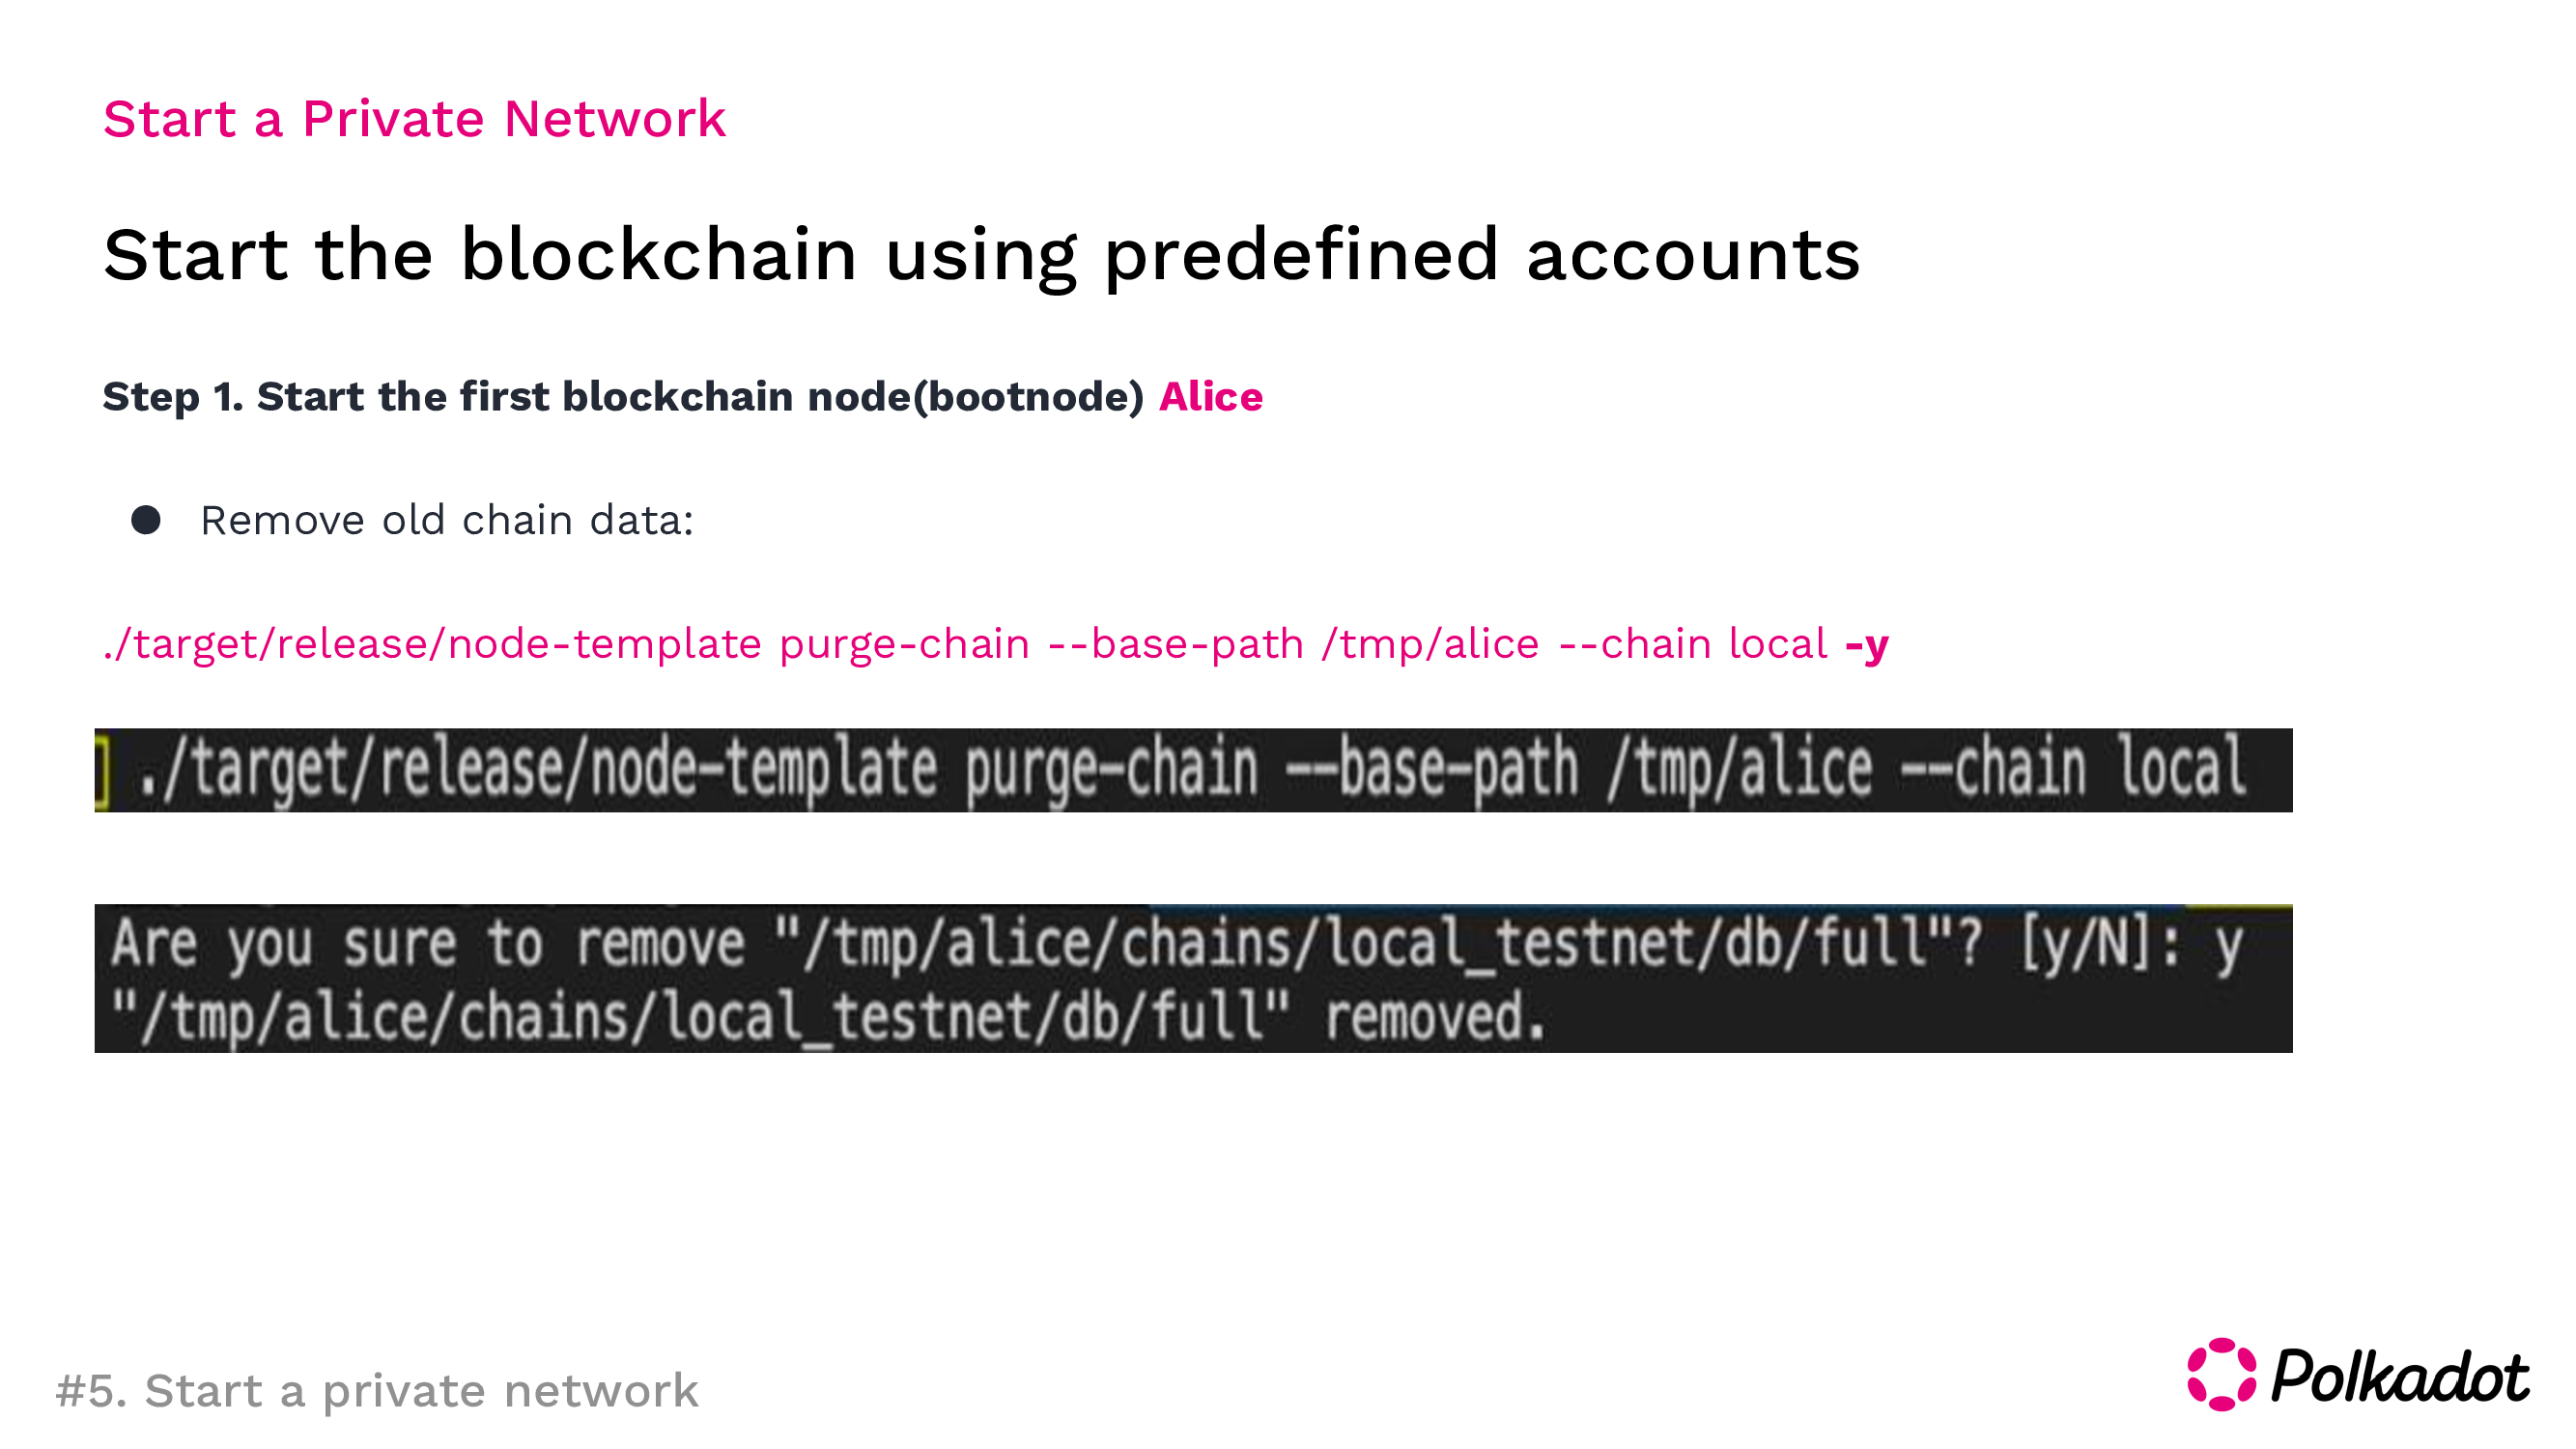 Start a Private Network
Start the blockchain using predefined accounts
Step 1. Start the first blockchain node(bootnode) Alice
● Remove old chain data:
./target/release/node-template purge-chain --base-path /tmp/alice --chain local -y
./target/release/node-template purge-chain --base-path /tmp/alice --chain local
Are you sure to remove "/tmp/alice/chains/local_testnet/db/full"? [y/N]: y
"/tmp/alice/chains/local_testnet/db/full" removed.
#5. Start a private network
Polkadot